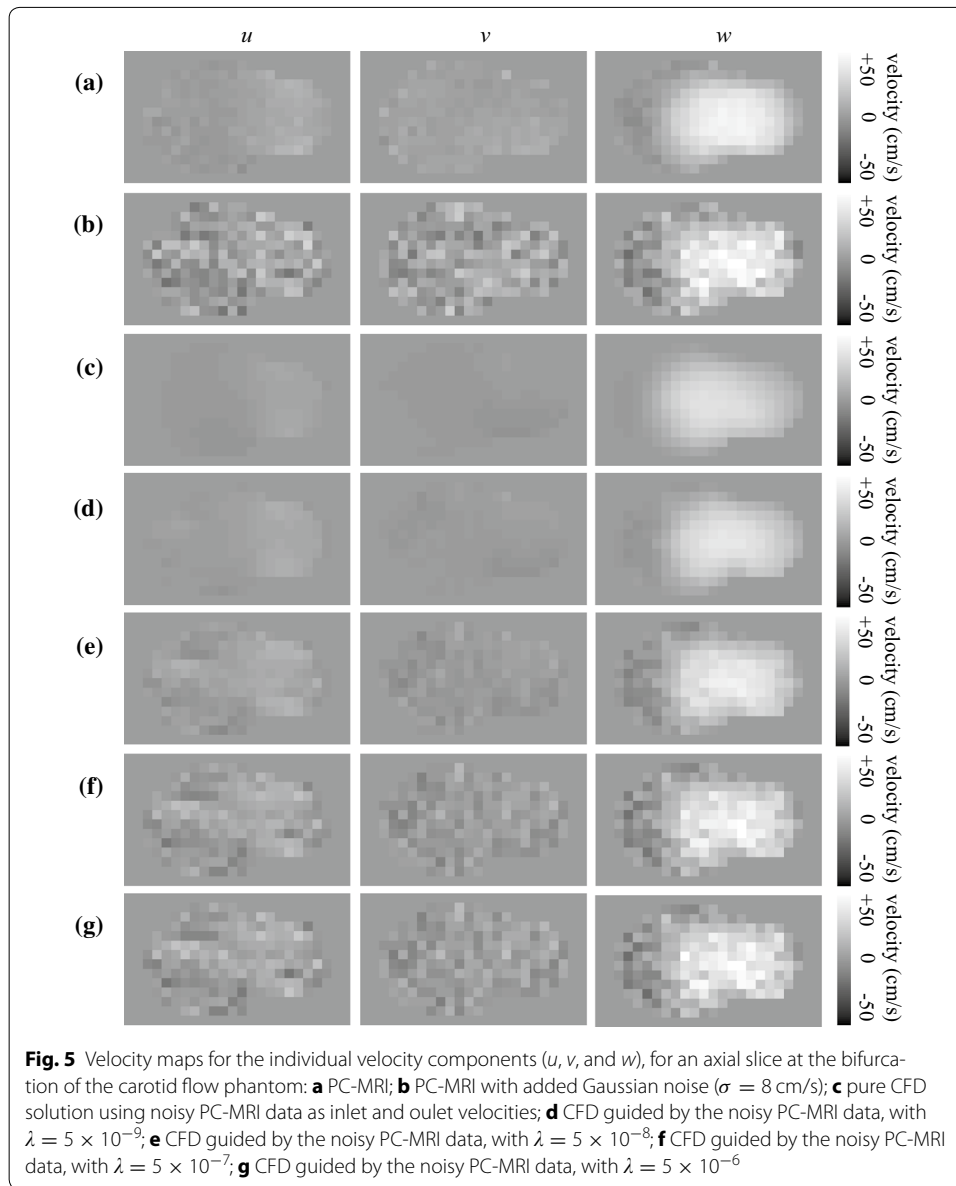 u v w
(a) +50 0 -50 velocity (cm/s)
(b) +50 0 -50 velocity (cm/s)
(c) +50 0 -50 velocity (cm/s)
(d) +50 0 -50 velocity (cm/s)
(e) +50 0 -50 velocity (cm/s)
(f) +50 0 -50 velocity (cm/s)
(g) +50 0 -50 velocity (cm/s)
Fig. 5 Velocity maps for the individual velocity components (u, v, and w), for an axial slice at the bifurca-
tion of the carotid flow phantom: a PC-MRI; b PC-MRI with added Gaussian noise (σ = 8 cm/s); c pure CFD
solution using noisy PC-MRI data as inlet and oulet velocities; d CFD guided by the noisy PC-MRI data, with
λ = 5 × 10⁻⁹; e CFD guided by the noisy PC-MRI data, with λ = 5 × 10⁻⁸; f CFD guided by the noisy PC-MRI
data, with λ = 5 × 10⁻⁷; g CFD guided by the noisy PC-MRI data, with λ = 5 × 10⁻⁶